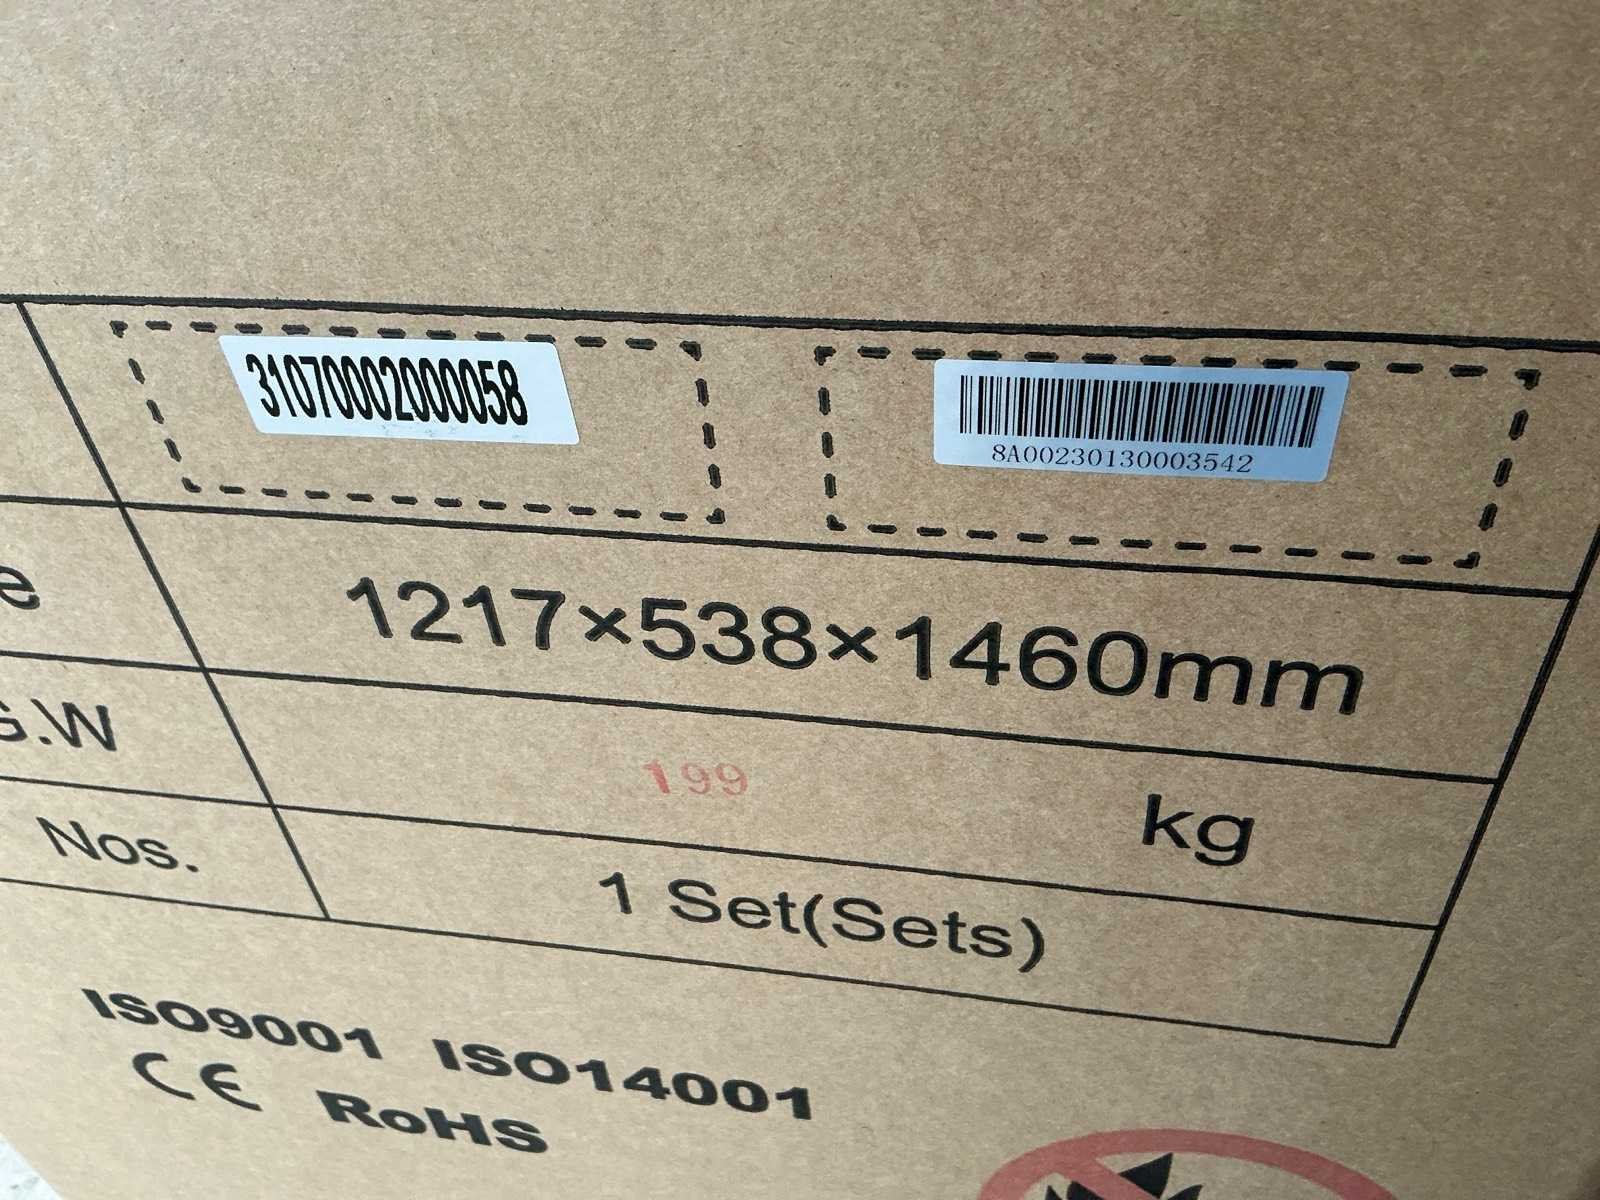 31070002000058
8A00230130003542
e
1217×538×1460mm
G.W 199 kg
Nos. 1 Set(Sets)
ISO9001 ISO14001
CE RoHS